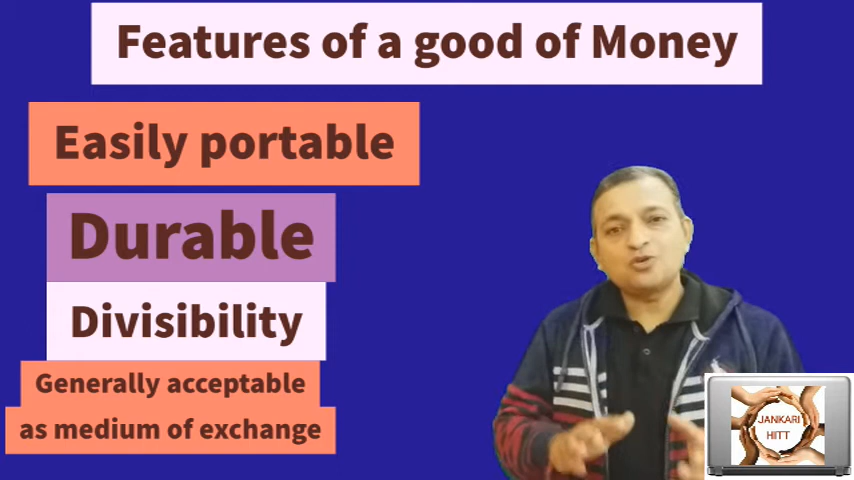 Features of a good of Money
Easily portable
Durable
Divisibility
Generally acceptable
as medium of exchange
JANKARI
HITT